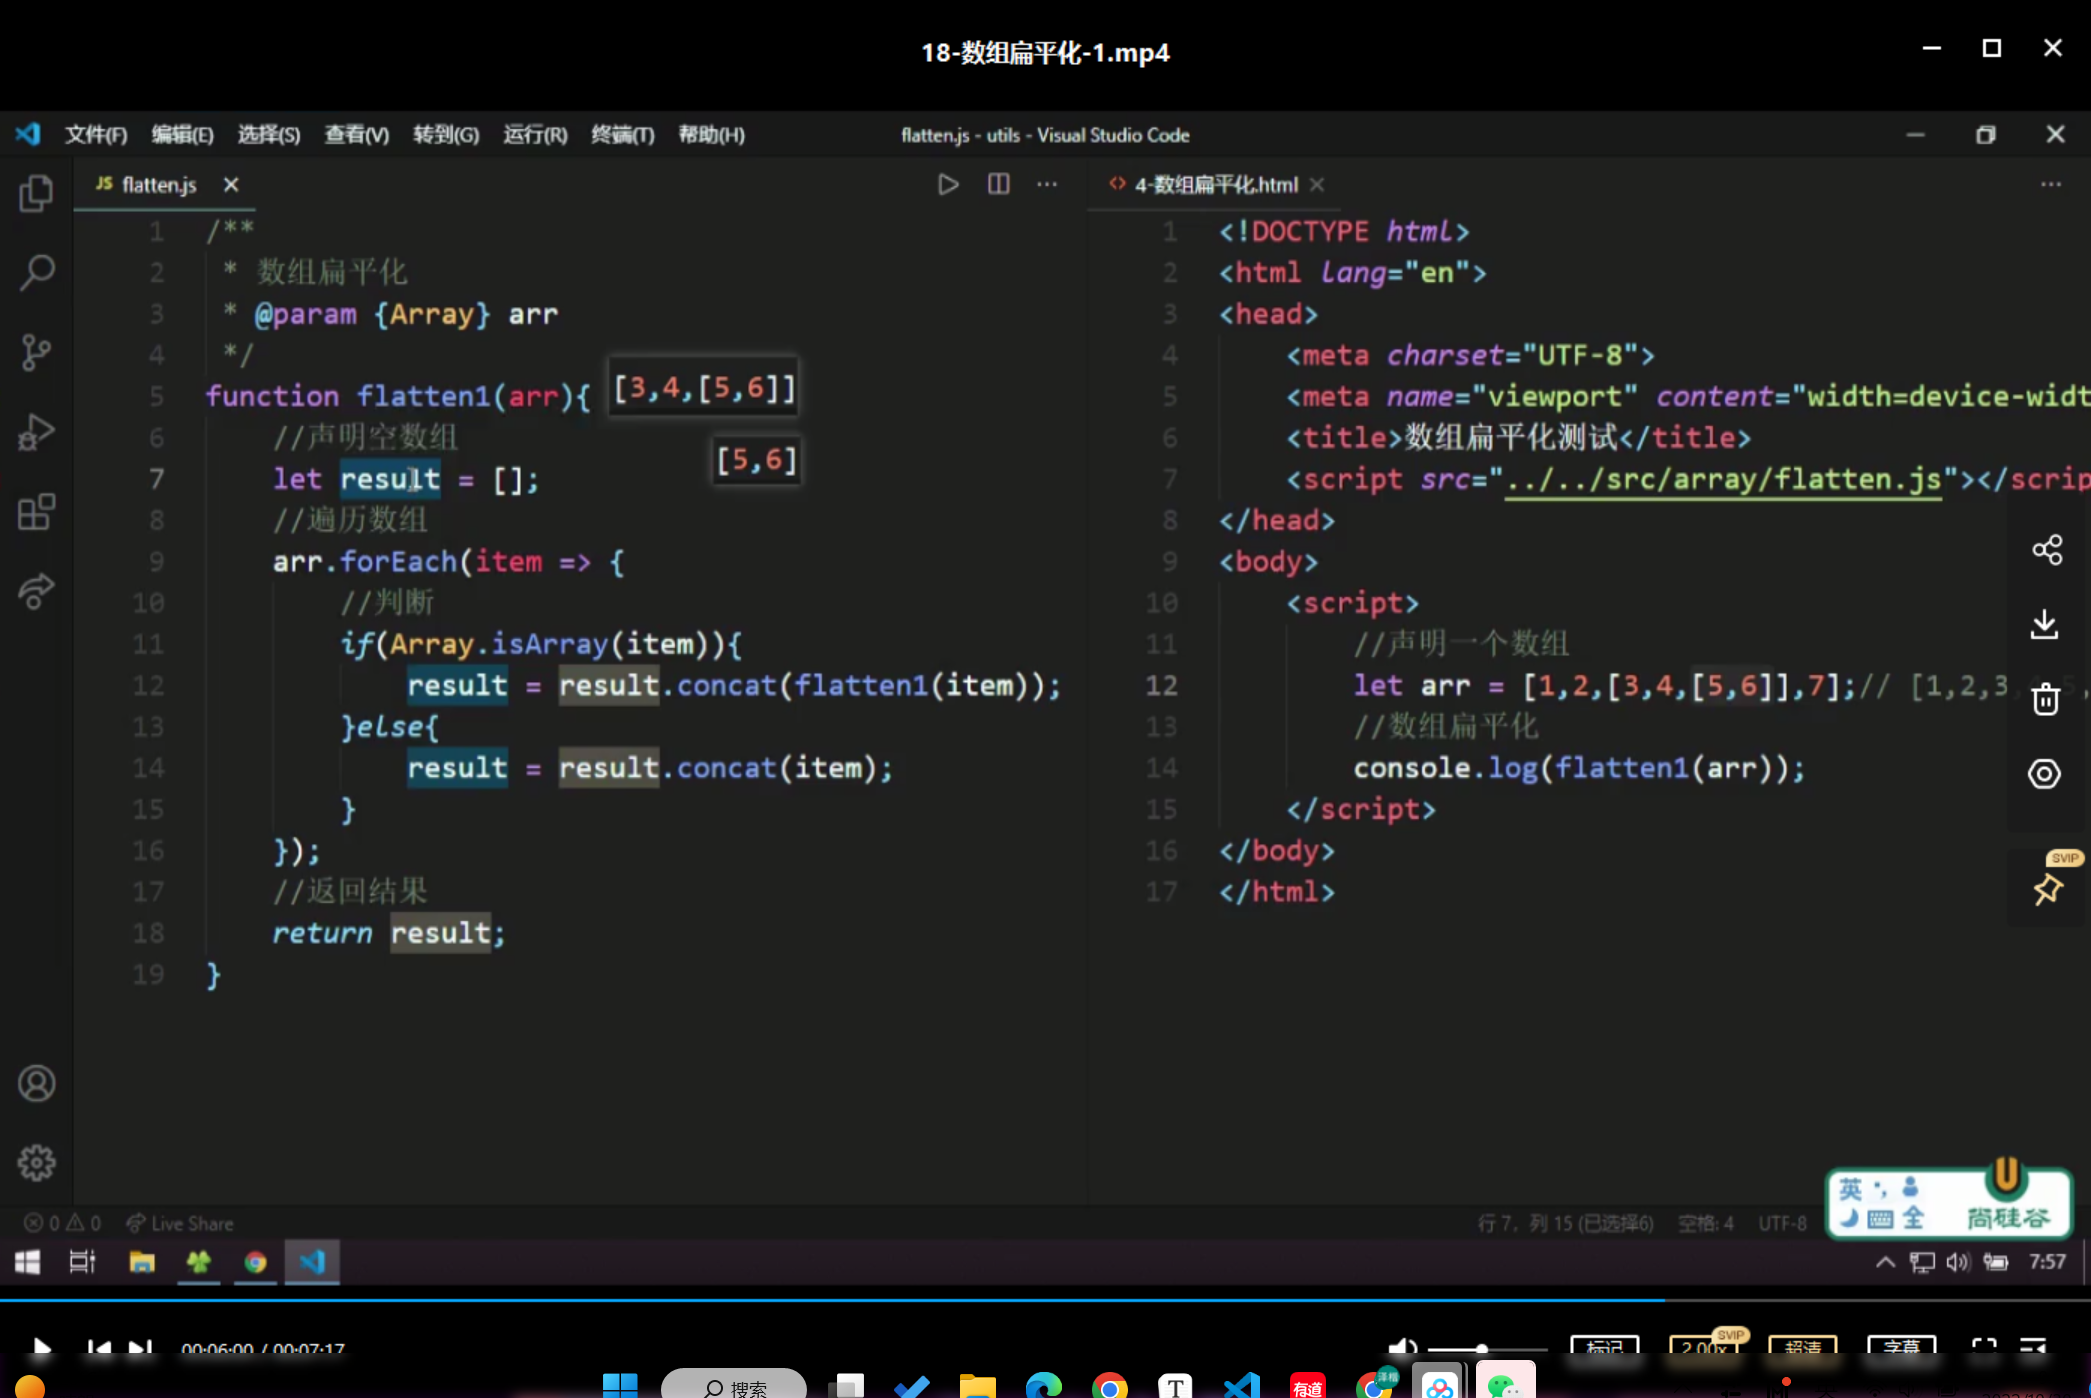 18-数组扁平化-1.mp4
文件(F) 编辑(E) 选择(S) 查看(V) 转到(G) 运行(R) 终端(T) 帮助(H) flatten.js - utils - Visual Studio Code
JS flatten.js
1 /**
2 * 数组扁平化
3 * @param {Array} arr
4 */
5 function flatten1(arr){ [3,4,[5,6]]
6 //声明空数组 [5,6]
7 let result = [];
8 //遍历数组
9 arr.forEach(item => {
10 //判断
11 if(Array.isArray(item)){
12 result = result.concat(flatten1(item));
13 }else{
14 result = result.concat(item);
15 }
16 });
17 //返回结果
18 return result;
19 }
<> 4-数组扁平化.html
1 <!DOCTYPE html>
2 <html lang="en">
3 <head>
4 <meta charset="UTF-8">
5 <meta name="viewport" content="width=device-widt
6 <title>数组扁平化测试</title>
7 <script src="../../src/array/flatten.js"></scrip
8 </head>
9 <body>
10 <script>
11 //声明一个数组
12 let arr = [1,2,[3,4,[5,6]],7];// [1,2,3,4,5,
13 //数组扁平化
14 console.log(flatten1(arr));
15 </script>
16 </body>
17 </html>
SVIP
英 全 尚硅谷
0 0 Live Share 行 7，列 15 (已选择6) 空格: 4 UTF-8
7:57
00:06:00 / 00:07:17 标记 2.00x SVIP 超清 字幕
搜索 T 有道 泽楷